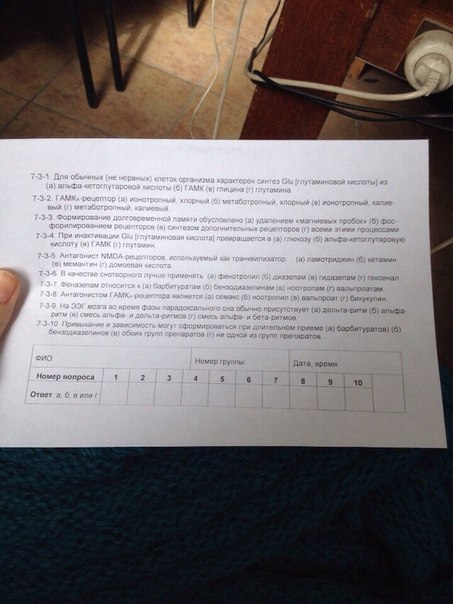 7-3-1. Для обычных (не нервных) клеток организма характерен синтез Glu [глутаминовой кислоты] из
(а) альфа-кетоглутаровой кислоты (б) ГАМК (в) глицина (г) глутамина.
7-3-2. ГАМКА-рецептор (а) ионотропный, хлорный (б) метаботропный, хлорный (в) ионотропный, калие-
вый (г) метаботропный, калиевый.
7-3-3. Формирование долговременной памяти обусловлено (а) удалением «магниевых пробок» (б) фос-
форилированием рецепторов (в) синтезом дополнительных рецепторов (г) всеми этими процессами.
7-3-4. При инактивации Glu [глутаминовая кислота] превращается в (а) глюкозу (б) альфа-кетоглутаровую
кислоту (в) ГАМК (г) глутамин.
7-3-5. Антагонист NMDA-рецепторов, используемый как транквилизатор: (а) ламотриджин (б) кетамин
(в) мемантин (г) домоевая кислота.
7-3-6. В качестве снотворного лучше применять (а) фенотропил (б) диазепам (в) гидазепам (г) гексенал.
7-3-7. Феназепам относится к (а) барбитуратам (б) бензодиазепинам (в) ноотропам (г) вальпроатам
7-3-8. Антагонистом ГАМКА-рецептора является (а) семакс (б) ноотропил (в) вальпроат (г) бикукулин.
7-3-9. На ЭЭГ мозга во время фазы парадоксального сна обычно присутствует (а) дельта-ритм (б) альфа-
ритм (в) смесь альфа- и дельта-ритмов (г) смесь альфа- и бета-ритмов.
7-3-10. Привыкание и зависимость могут сформироваться при длительном приеме (а) барбитуратов (б)
бензодиазепинов (в) обеих групп препаратов (г) ни одной из групп препаратов
ФИО Номер группы Дата, время
Номер вопроса 1 2 3 4 5 6 7 8 9 10
Ответ а, б, в или г